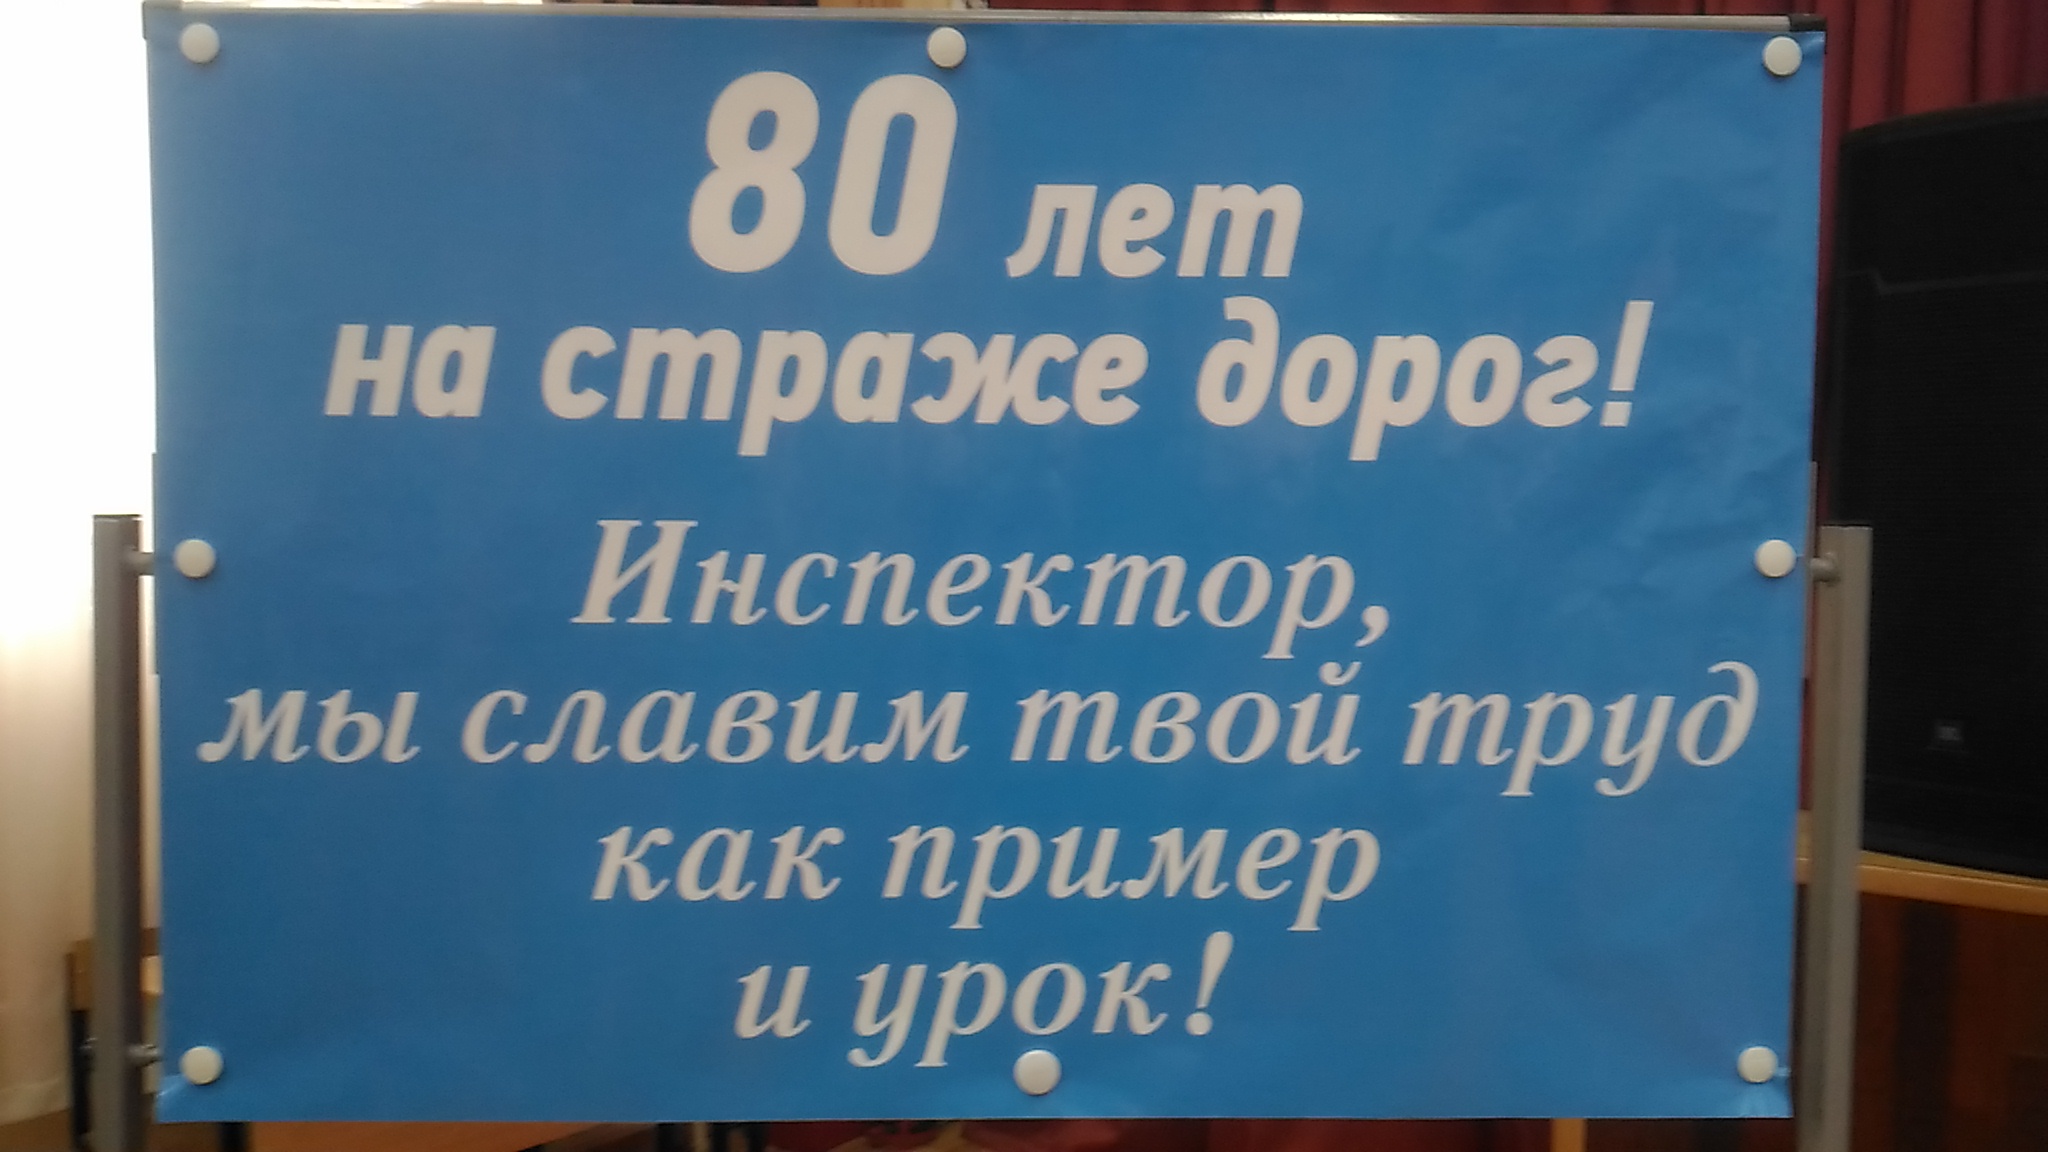 80 лет
на страже дорог!
Инспектор,
мы славим твой труд
как пример
и урок!